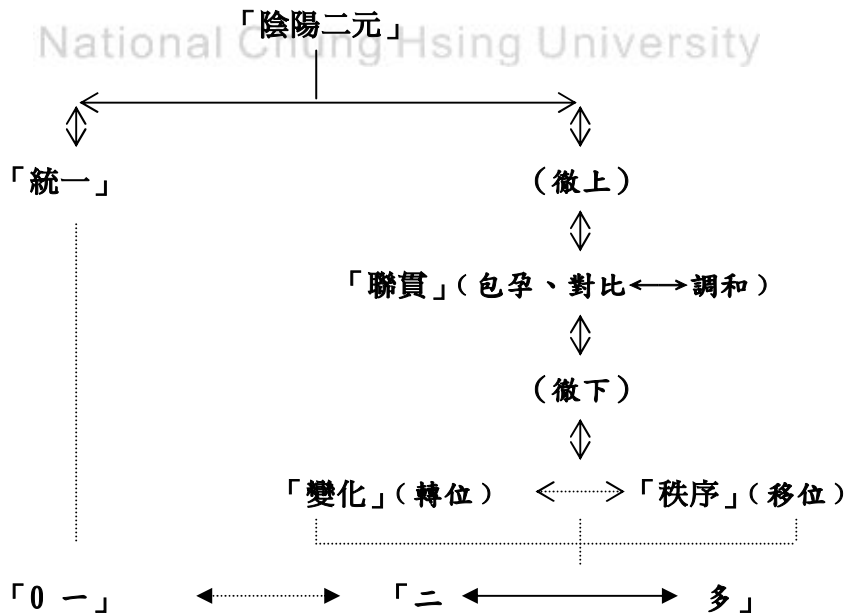 「陰陽二元」
National Chung Hsing University
「統一」 (徹上)
「聯貫」(包孕、對比 調和)
(徹下)
「變化」(轉位) 「秩序」(移位)
「0 一」 「二 多」